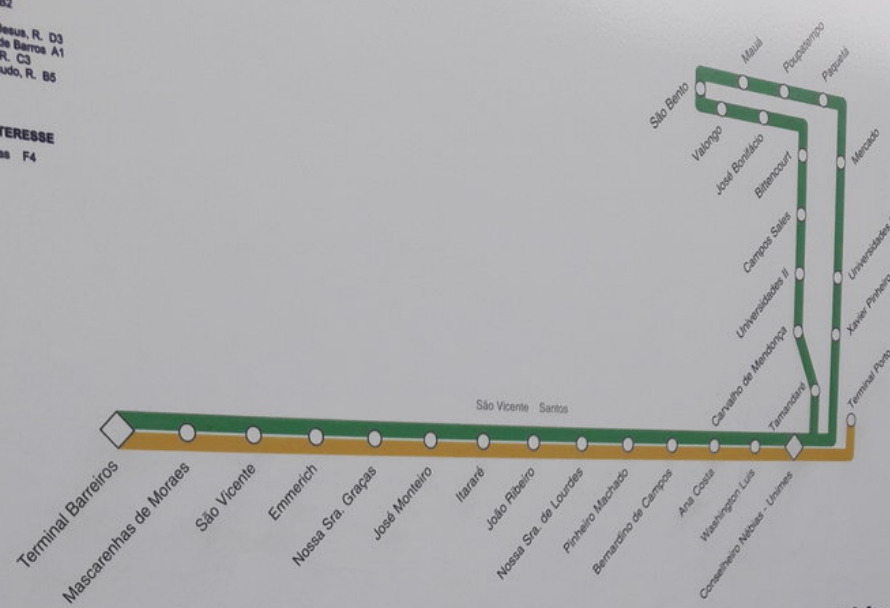 B2
Jesus, R. D3
de Barros A1
R. C3
udo, R. B5
TERESSE
as F4
São Bento
Mauá
Poupatempo
Paquetá
Valongo
José Bonifácio
Bittencourt
Mercado
Campos Sales
Universidades II
Universidades
Carvalho de Mendonça
Xavier Pinheiro
Tamandaré
Terminal Porto
São Vicente Santos
Terminal Barreiros
Mascarenhas de Moraes
São Vicente
Emmerich
Nossa Sra. Graças
José Monteiro
Itararé
João Ribeiro
Nossa Sra. de Lourdes
Pinheiro Machado
Bernardino de Campos
Ana Costa
Washington Luis
Conselheiro Nébias - Unimes